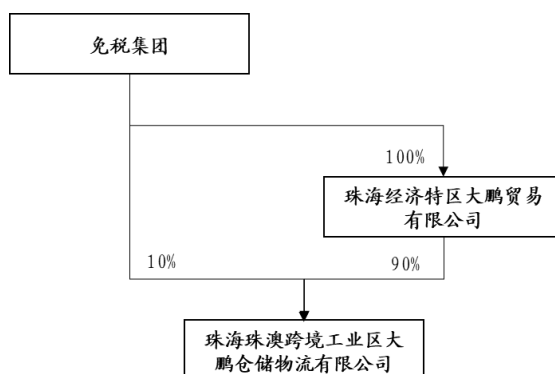 免税集团
100%
珠海经济特区大鹏贸易
有限公司
10%
90%
珠海珠澳跨境工业区大
鹏仓储物流有限公司